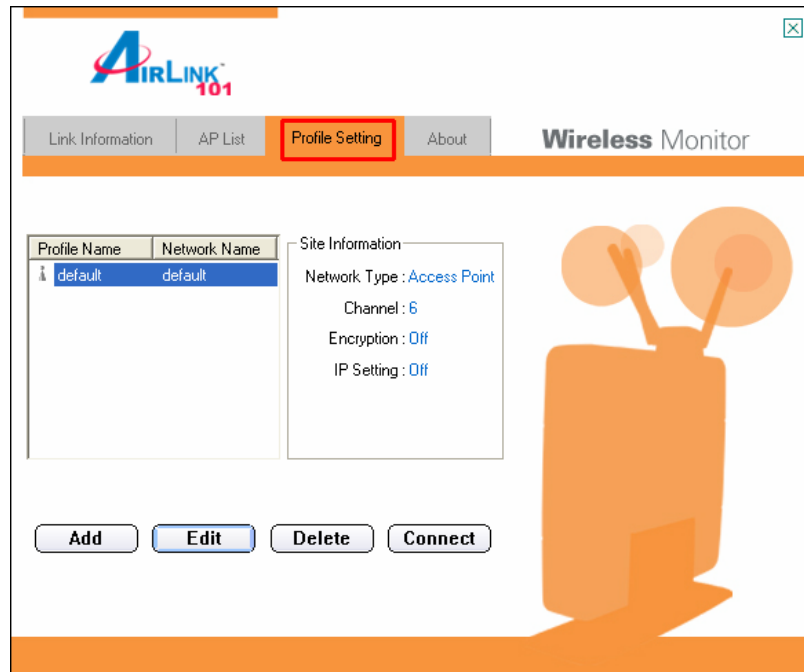 AIRLINK™
101
Link Information AP List Profile Setting About Wireless Monitor
Profile Name Network Name
default default
Site Information
Network Type : Access Point
Channel : 6
Encryption : Off
IP Setting : Off
Add Edit Delete Connect